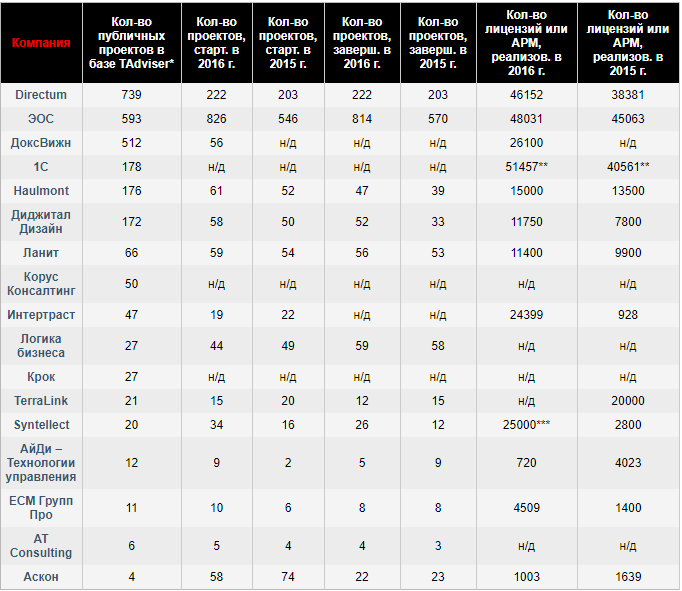 Компания	Кол-во публичных проектов в базе TAdviser*	Кол-во проектов, старт. в 2016 г.	Кол-во проектов, старт. в 2015 г.	Кол-во проектов, заверш. в 2016 г.	Кол-во проектов, заверш. в 2015 г.	Кол-во лицензий или АРМ, реализов. в 2016 г.	Кол-во лицензий или АРМ, реализов. в 2015 г.
Directum	739	222	203	222	203	46152	38381
ЭОС	593	826	546	814	570	48031	45063
ДоксВижн	512	56	н/д	н/д	н/д	26100	н/д
1С	178	н/д	н/д	н/д	н/д	51457**	40561**
Haulmont	176	61	52	47	39	15000	13500
Диджитал Дизайн	172	58	50	52	33	11750	7800
Ланит	66	59	54	56	53	11400	9900
Корус Консалтинг	50	н/д	н/д	н/д	н/д	н/д	н/д
Интертраст	47	19	22	н/д	н/д	24399	928
Логика бизнеса	27	44	49	59	58	н/д	н/д
Крок	27	н/д	н/д	н/д	н/д	н/д	н/д
TerraLink	21	15	20	12	15	н/д	20000
Syntellect	20	34	16	26	12	25000***	2800
АйДи – Технологии управления	12	9	2	5	9	720	4023
ЕСМ Групп Про	11	10	6	8	8	4509	1400
AT Consulting	6	5	4	4	3	н/д	н/д
Аскон	4	58	74	22	23	1003	1639